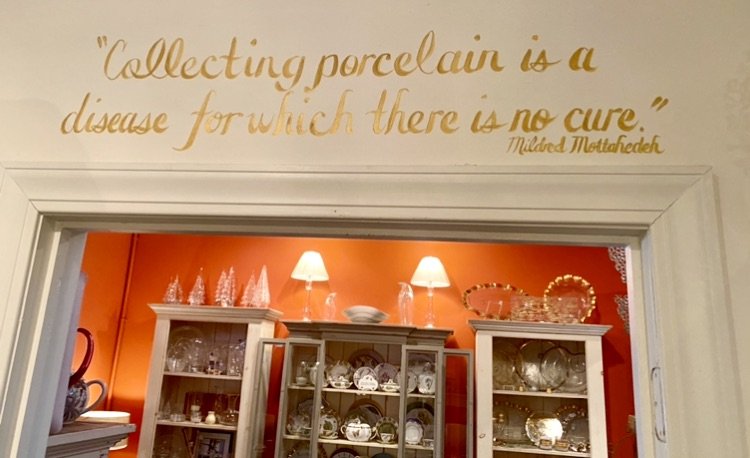 "Collecting porcelain is a
disease for which there is no cure."
Mildred Mottahedeh